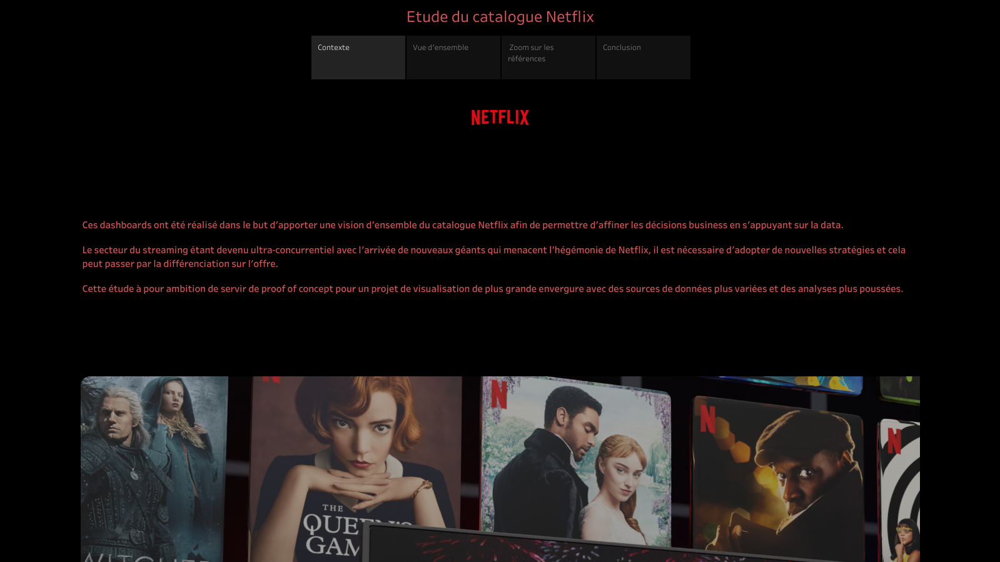 Etude du catalogue Netflix
Contexte
Vue d'ensemble
Zoom sur les
références
Conclusion
NETFLIX
Ces dashboards ont été réalisé dans le but d'apporter une vision d'ensemble du catalogue Netflix afin de permettre d'affiner les décisions business en s'appuyant sur la data.
Le secteur du streaming étant devenu ultra-concurrentiel avec l'arrivée de nouveaux géants qui menacent l'hégémonie de Netflix, il est nécessaire d'adopter de nouvelles stratégies et cela
peut passer par la différenciation sur l'offre.
Cette étude à pour ambition de servir de proof of concept pour un projet de visualisation de plus grande envergure avec des sources de données plus variées et des analyses plus poussées.
N
N
N
N
THE
QUEEN'S
GAM
WITCHER